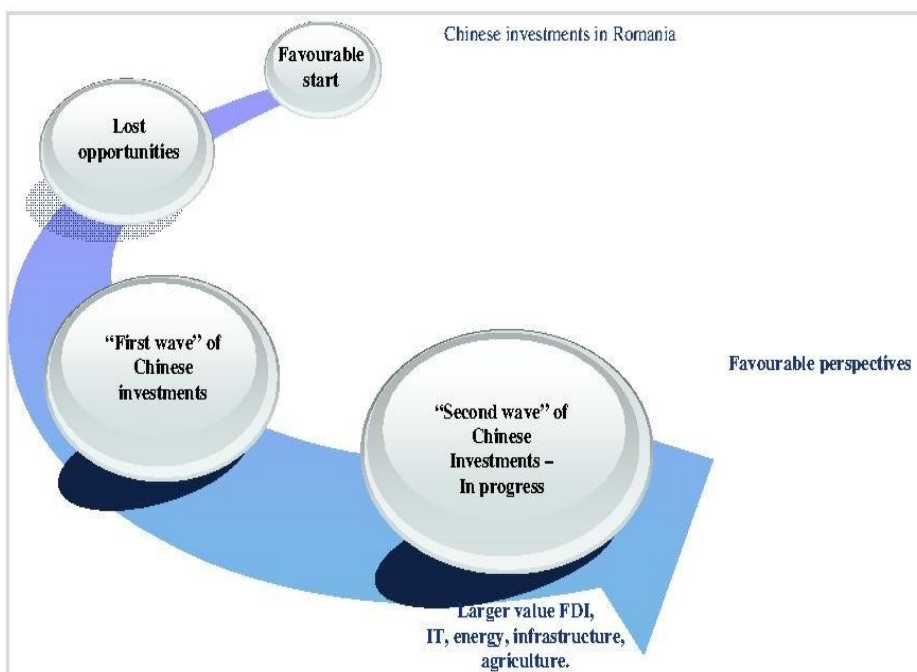 Chinese investments in Romania
Favourable
start
Lost
opportunities
“First wave” of
Chinese
investments
“Second wave” of
Chinese
Investments –
In progress
Favourable perspectives
Larger value FDI,
IT, energy, infrastructure,
agriculture.